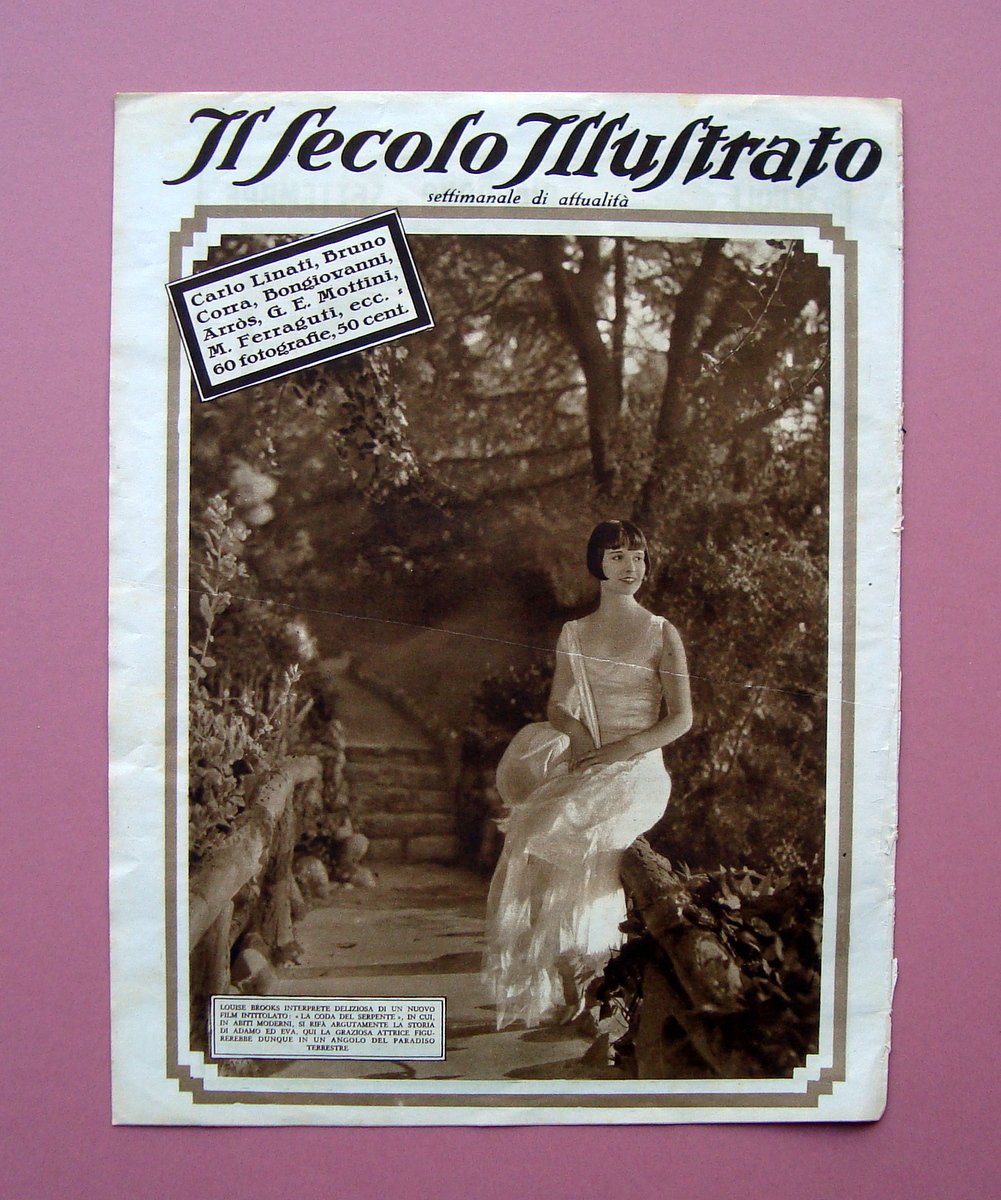 Il Secolo Illustrato
settimanale di attualità
Carlo Linati, Bruno
Corra, Bongiovanni,
Arròs, G. E. Mottini,
M. Ferraguti, ecc. :
60 fotografie, 50 cent.
LOUISE BROOKS INTERPRETE DELIZIOSA DI UN NUOVO
FILM INTITOLATO: «LA CODA DEL SERPENTE», IN CUI,
IN ABITI MODERNI, SI RIFÀ ARGUTAMENTE LA STORIA
DI ADAMO ED EVA. QUI LA GRAZIOSA ATTRICE FIGU-
REREBBE DUNQUE IN UN ANGOLO DEL PARADISO
TERRESTRE